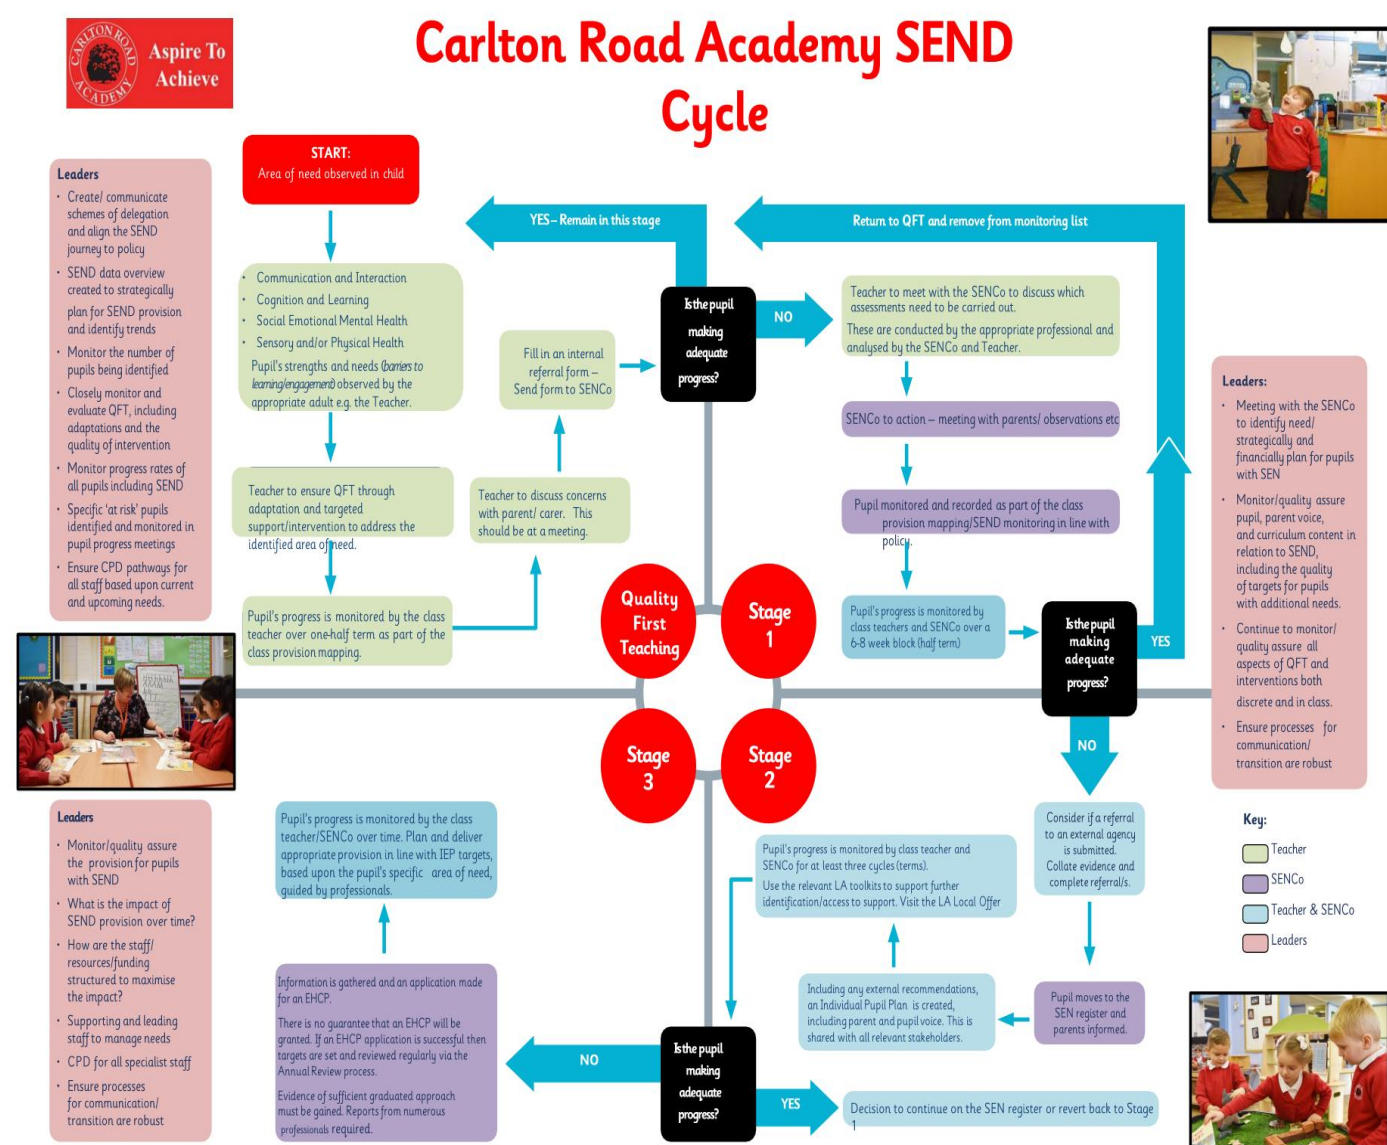 CARLTON ROAD
ACADEMY
Aspire To
Achieve
Carlton Road Academy SEND
Cycle
Leaders
• Create/ communicate
schemes of delegation
and align the SEND
journey to policy
• SEND data overview
created to strategically
plan for SEND provision
and identify trends
• Monitor the number of
pupils being identified
• Closely monitor and
evaluate QFT, including
adaptations and the
quality of intervention
• Monitor progress rates of
all pupils including SEND
• Specific ‘at risk’ pupils
identified and monitored in
pupil progress meetings
• Ensure CPD pathways for
all staff based upon current
and upcoming needs.
START:
Area of need observed in child
• Communication and Interaction
• Cognition and Learning
• Social Emotional Mental Health
• Sensory and/or Physical Health
Pupil's strengths and needs (barriers to
learning/engagement) observed by the
appropriate adult e.g. the Teacher.
Teacher to ensure QFT through
adaptation and targeted
support/intervention to address the
identified area of need.
Pupil's progress is monitored by the class
teacher over one-half term as part of the
class provision mapping.
Teacher to discuss concerns
with parent/ carer. This
should be at a meeting.
Fill in an internal
referral form –
Send form to SENCo
YES – Remain in this stage
Is the pupil
making
adequate
progress?
NO
Return to QFT and remove from monitoring list
Teacher to meet with the SENCo to discuss which
assessments need to be carried out.
These are conducted by the appropriate professional and
analysed by the SENCo and Teacher.
SENCo to action – meeting with parents/ observations etc
Pupil monitored and recorded as part of the class
provision mapping/SEND monitoring in line with
policy.
Pupil's progress is monitored by
class teachers and SENCo over a
6-8 week block (half term)
Is the pupil
making
adequate
progress?
YES
NO
Quality
First
Teaching
Stage
1
Stage
3
Stage
2
Leaders:
• Meeting with the SENCo
to identify need/
strategically and
financially plan for pupils
with SEN
• Monitor/quality assure
pupil, parent voice,
and curriculum content in
relation to SEND,
including the quality
of targets for pupils
with additional needs.
• Continue to monitor/
quality assure all
aspects of QFT and
interventions both
discrete and in class.
• Ensure processes for
communication/
transition are robust
Consider if a referral
to an external agency
is submitted.
Collate evidence and
complete referral/s.
Pupil moves to the
SEN register and
parents informed.
Including any external recommendations,
an Individual Pupil Plan is created,
including parent and pupil voice. This is
shared with all relevant stakeholders.
Pupil's progress is monitored by class teacher and
SENCo for at least three cycles (terms).
Use the relevant LA toolkits to support further
identification/access to support. Visit the LA Local Offer
Is the pupil
making
adequate
progress?
YES
Decision to continue on the SEN register or revert back to Stage
1
NO
Information is gathered and an application made
for an EHCP.
There is no guarantee that an EHCP will be
granted. If an EHCP application is successful then
targets are set and reviewed regularly via the
Annual Review process.
Evidence of sufficient graduated approach
must be gained. Reports from numerous
professionals required.
Pupil's progress is monitored by the class
teacher/SENCo over time. Plan and deliver
appropriate provision in line with IEP targets,
based upon the pupil's specific area of need,
guided by professionals.
Leaders
• Monitor/quality assure
the provision for pupils
with SEND
• What is the impact of
SEND provision over time?
• How are the staff/
resources/funding
structured to maximise
the impact?
• Supporting and leading
staff to manage needs
• CPD for all specialist staff
• Ensure processes
for communication/
transition are robust
Key:
Teacher
SENCo
Teacher & SENCo
Leaders